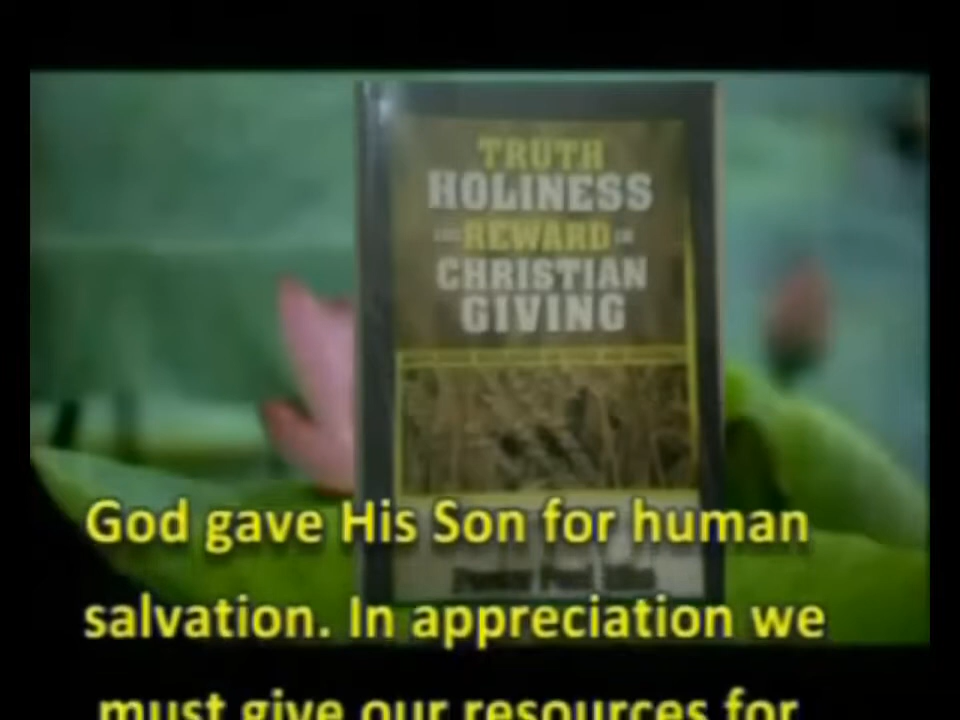 TRUTH
HOLINESS
REWARD
CHRISTIAN
GIVING
God gave His Son for human
salvation. In appreciation we
must give our resources for